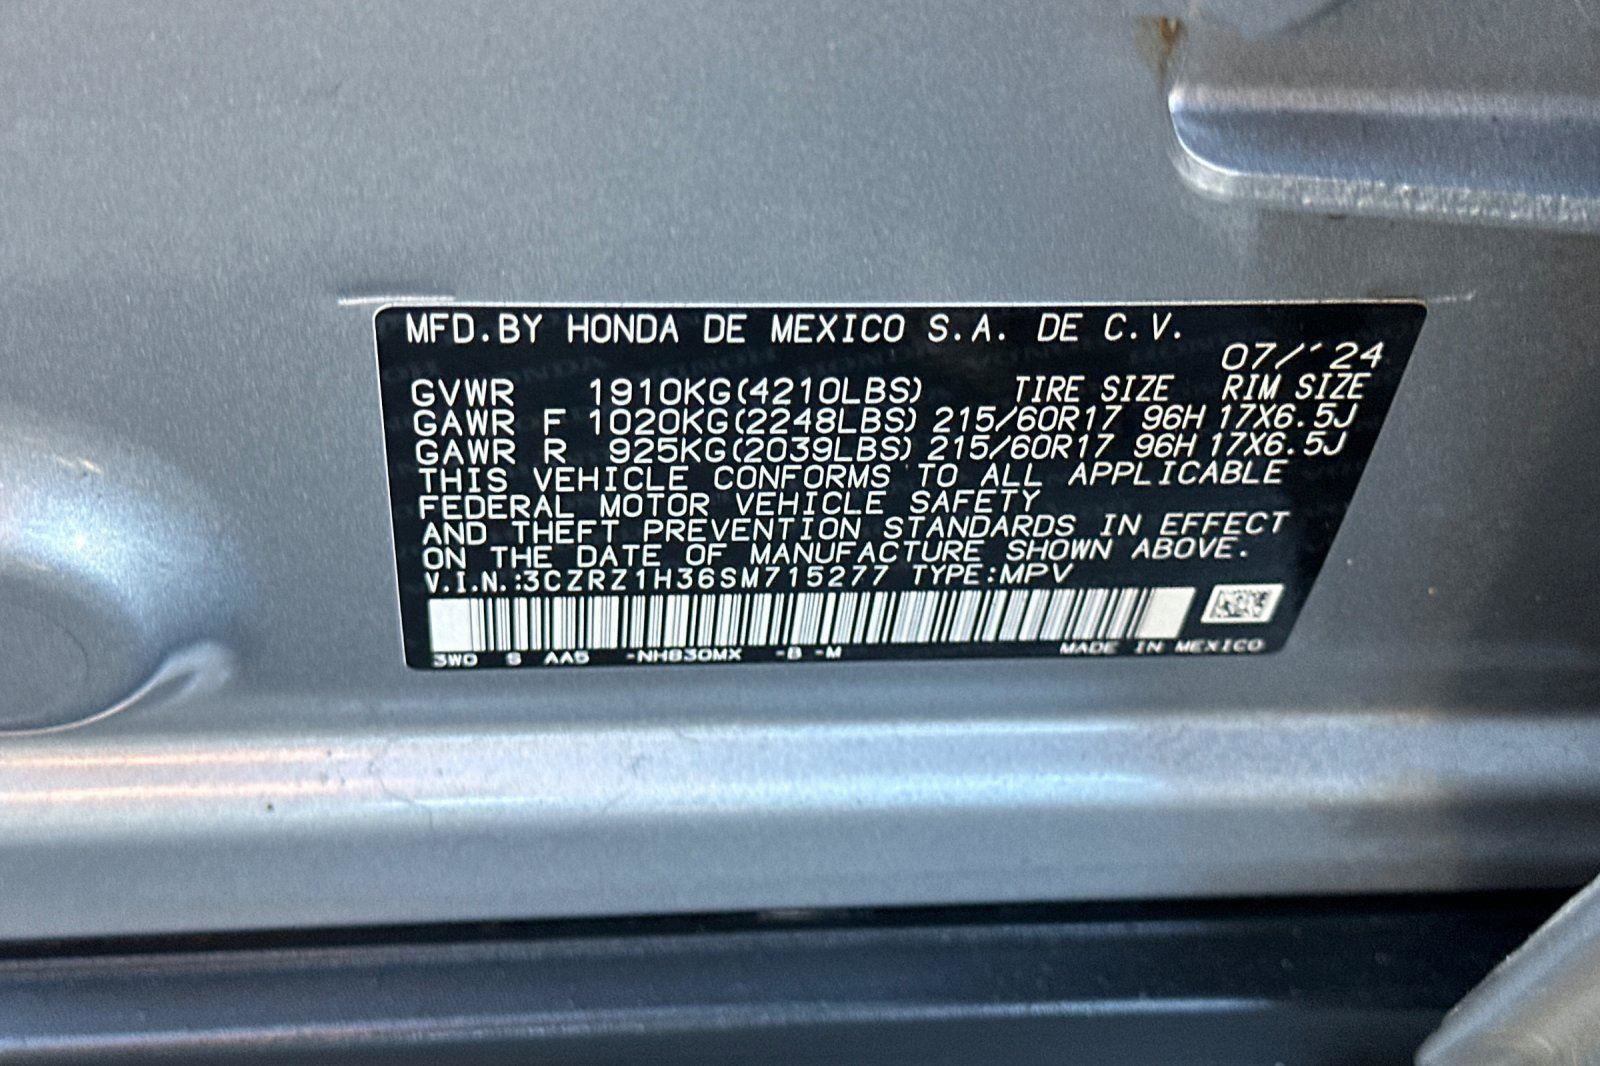 MFD.BY HONDA DE MEXICO S.A. DE C.V.
07/'24
GVWR 1910KG(4210LBS) TIRE SIZE RIM SIZE
GAWR F 1020KG(2248LBS) 215/60R17 96H 17X6.5J
GAWR R 925KG(2039LBS) 215/60R17 96H 17X6.5J
THIS VEHICLE CONFORMS TO ALL APPLICABLE
FEDERAL MOTOR VEHICLE SAFETY
AND THEFT PREVENTION STANDARDS IN EFFECT
ON THE DATE OF MANUFACTURE SHOWN ABOVE.
V.I.N.:3CZRZ1H36SM715277 TYPE:MPV
3W0 S AA5 -NH830MX -B -M MADE IN MEXICO